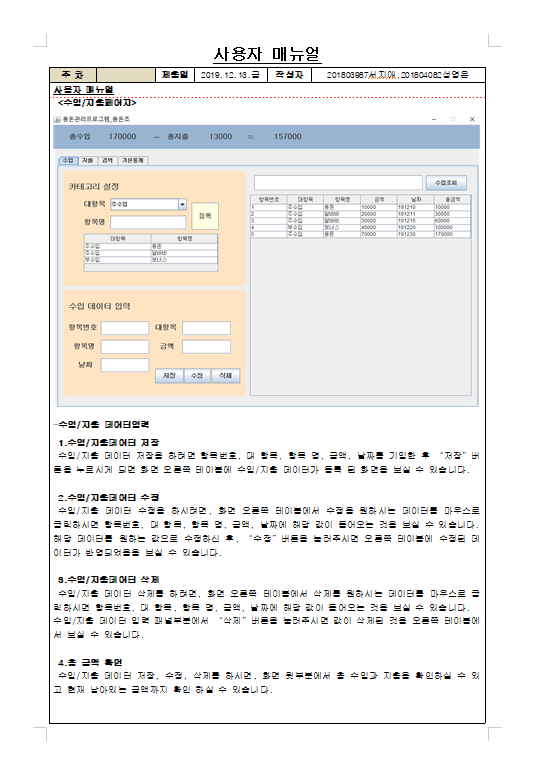 사용자 매뉴얼
주 차 제출일 2019.12.18.금 작성자 201803987서.지.애, 201804082설영은
사용자 매뉴얼
<수입/지출페이지>
용돈관리프로그램_용돈조
총수입 170000 - 총지출 13000 = 157000
수입 지출 검색 기본통계
카테고리 설정
대항목 주수입
항목명
등록
대항목 항목명
주수입 용돈
주수입 알바비
부수입 보너스
수입 데이터 입력
항목번호 대항목
항목명 금액
날짜
저장 수정 삭제
수입조회
항목번호 대항목 항목명 금액 날짜 총금액
1 주수입 용돈 10000 191210 10000
2 주수입 알바비 20000 191211 30000
3 주수입 알바비 30000 191215 60000
4 부수입 보너스 40000 191220 100000
5 주수입 용돈 70000 191230 170000
-수입/지출 데이터입력
1.수입/지출데이터 저장
수입/지출 데이터 저장을 하려면 항목번호, 대 항목, 항목 명, 금액, 날짜를 기입한 후 “저장”버
튼을 누르시게 되면 화면 오른쪽 테이블에 수입/지출 데이터가 등록 된 화면을 보실 수 있습니다.
2.수입/지출데이터 수정
수입/지출 데이터 수정을 하시려면, 화면 오른쪽 테이블에서 수정을 원하시는 데이터를 마우스로
클릭하시면 항목번호, 대 항목, 항목 명, 금액, 날짜에 해당 값이 들어오는 것을 보실 수 있습니다.
해당 데이터를 원하는 값으로 수정하신 후, “수정”버튼을 눌러주시면 오른쪽 테이블에 수정된 데
이터가 반영되었음을 보실 수 있습니다.
3.수입/지출데이터 삭제
수입/지출 데이터 삭제를 하려면, 화면 오른쪽 테이블에서 삭제를 원하시는 데이터를 마우스로 클
릭하시면 항목번호, 대 항목, 항목 명, 금액, 날짜에 해당 값이 들어오는 것을 보실 수 있습니다.
수입/지출 데이터 입력 패널부분에서 “삭제”버튼을 눌러주시면 값이 삭제된 것을 오른쪽 테이블에
서 보실 수 있습니다.
4.총 금액 확인
수입/지출 데이터 저장, 수정, 삭제를 하시면, 화면 윗부분에서 총 수입과 지출을 확인하실 수 있
고 현재 남아있는 금액까지 확인 하실 수 있습니다.